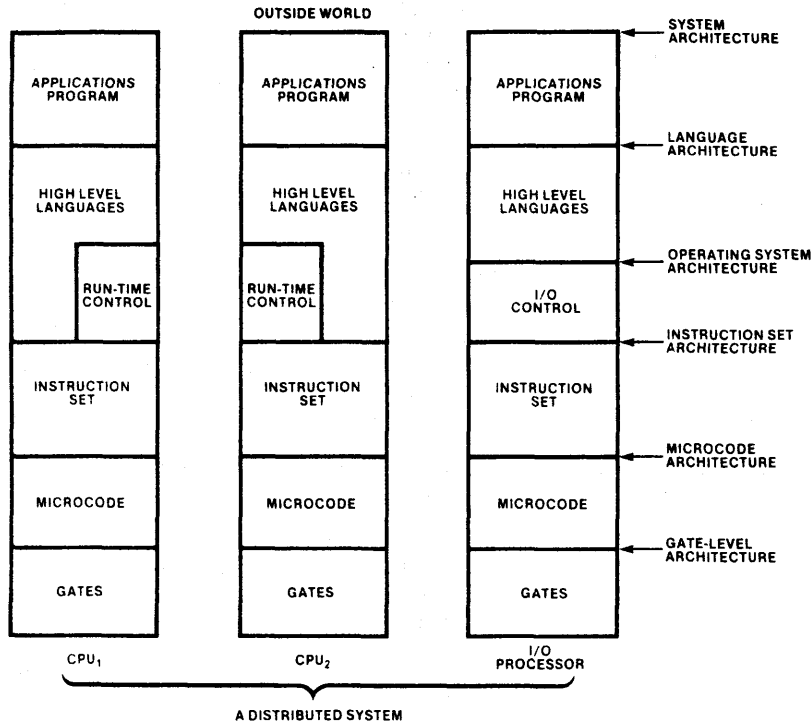 OUTSIDE WORLD
APPLICATIONS
PROGRAM
HIGH LEVEL
LANGUAGES
RUN-TIME
CONTROL
INSTRUCTION
SET
MICROCODE
GATES
CPU₁
APPLICATIONS
PROGRAM
HIGH LEVEL
LANGUAGES
RUN-TIME
CONTROL
INSTRUCTION
SET
MICROCODE
GATES
CPU₂
APPLICATIONS
PROGRAM
HIGH LEVEL
LANGUAGES
I/O
CONTROL
INSTRUCTION
SET
MICROCODE
GATES
I/O
PROCESSOR
SYSTEM
ARCHITECTURE
LANGUAGE
ARCHITECTURE
OPERATING SYSTEM
ARCHITECTURE
INSTRUCTION SET
ARCHITECTURE
MICROCODE
ARCHITECTURE
GATE-LEVEL
ARCHITECTURE
A DISTRIBUTED SYSTEM